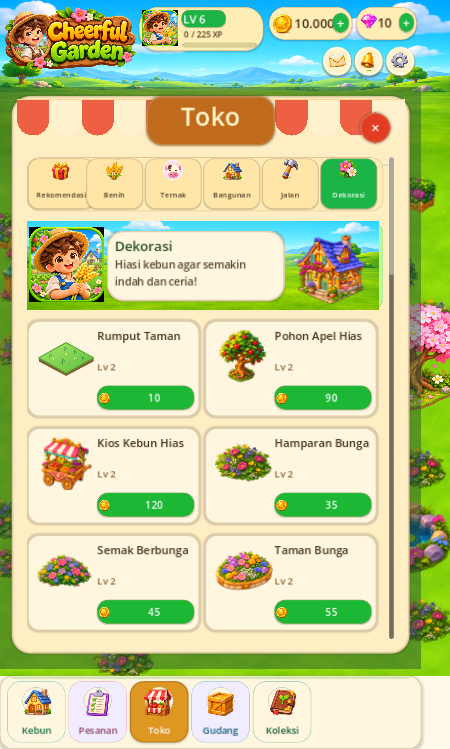 Cheerful
Garden
LV 6
0 / 225 XP
10.000
+
10
+
Toko
×
Rekomendasi
Benih
Ternak
Bangunan
Jalan
Dekorasi
Dekorasi
Hiasi kebun agar semakin
indah dan ceria!
Rumput Taman
Lv 2
10
Pohon Apel Hias
Lv 2
90
Kios Kebun Hias
Lv 2
120
Hamparan Bunga
Lv 2
35
Semak Berbunga
Lv 2
45
Taman Bunga
Lv 2
55
Kebun
Pesanan
Toko
Gudang
Koleksi